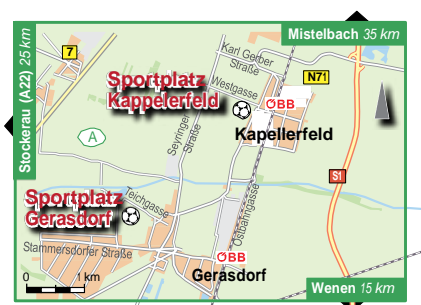 Mistelbach 35 km
Stockerau (A22) 25 km
7
Karl Gerber
Straße
N71
Sportplatz
Kappelerfeld
Westgasse
ÖBB
Kapellerfeld
Seyringer
Straße
A
S1
Sportplatz
Gerasdorf
Teichgasse
Ostbahngasse
Stammersdorfer Straße
ÖBB
Gerasdorf
0 1 km
Wenen 15 km